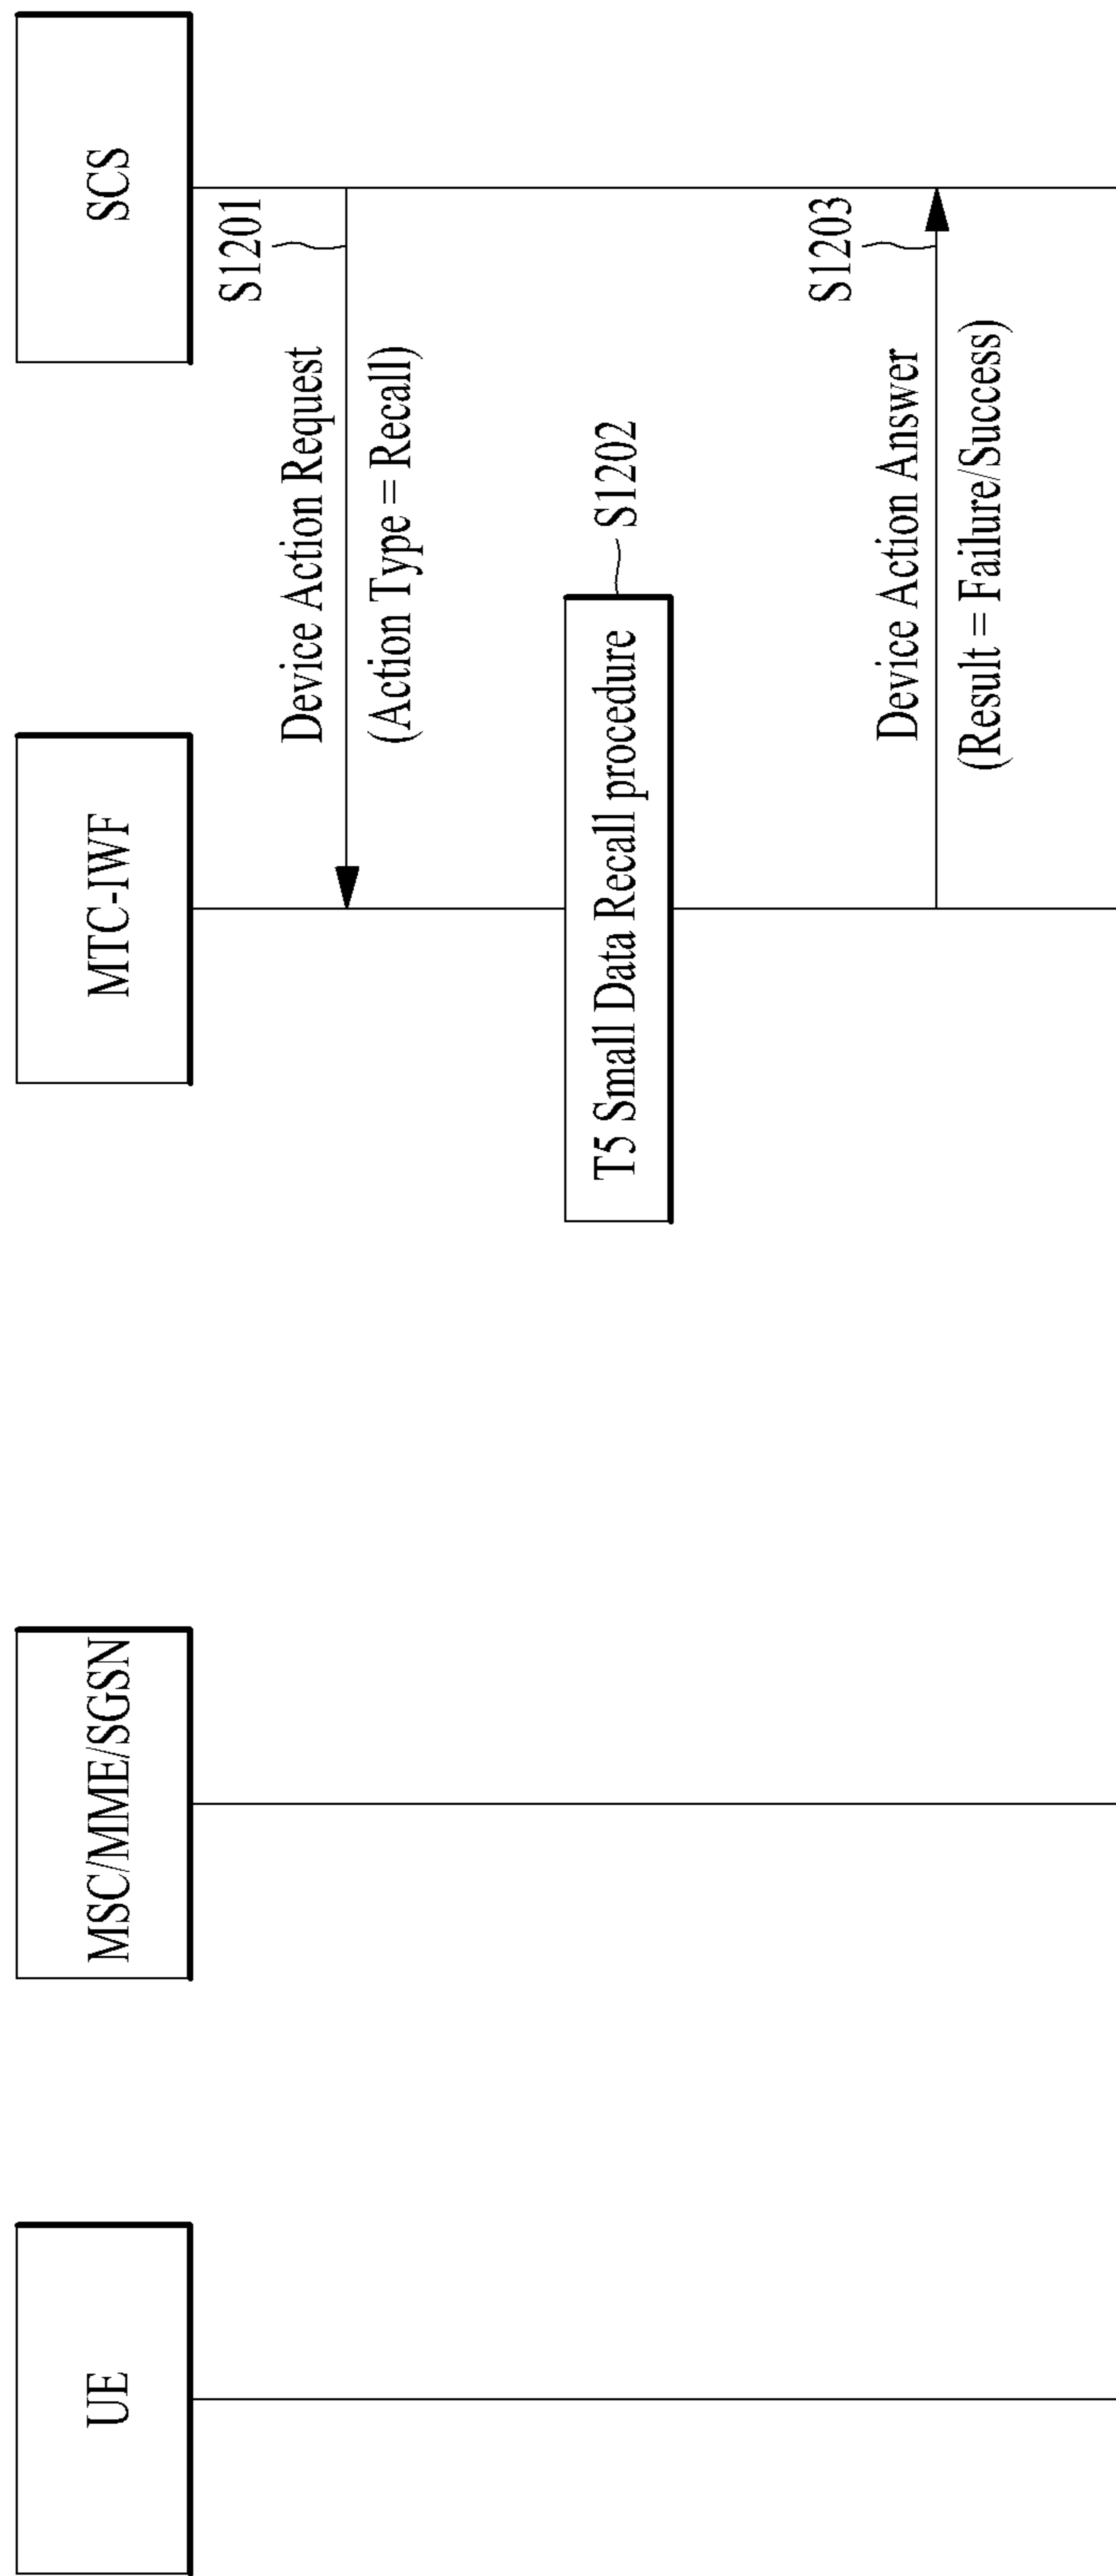 UE
MSC/MME/SGSN
MTC-IWF
SCS
S1201
Device Action Request
(Action Type = Recall)
T5 Small Data Recall procedure
S1202
S1203
Device Action Answer
(Result = Failure/Success)